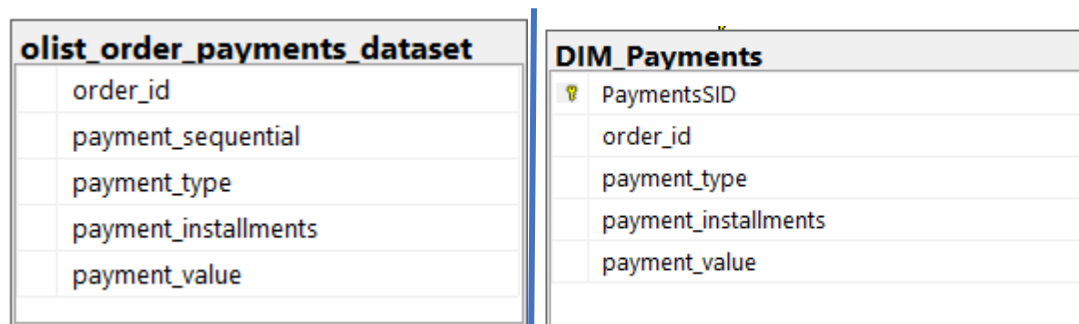 olist_order_payments_dataset
order_id
payment_sequential
payment_type
payment_installments
payment_value
DIM_Payments
PaymentsSID
order_id
payment_type
payment_installments
payment_value